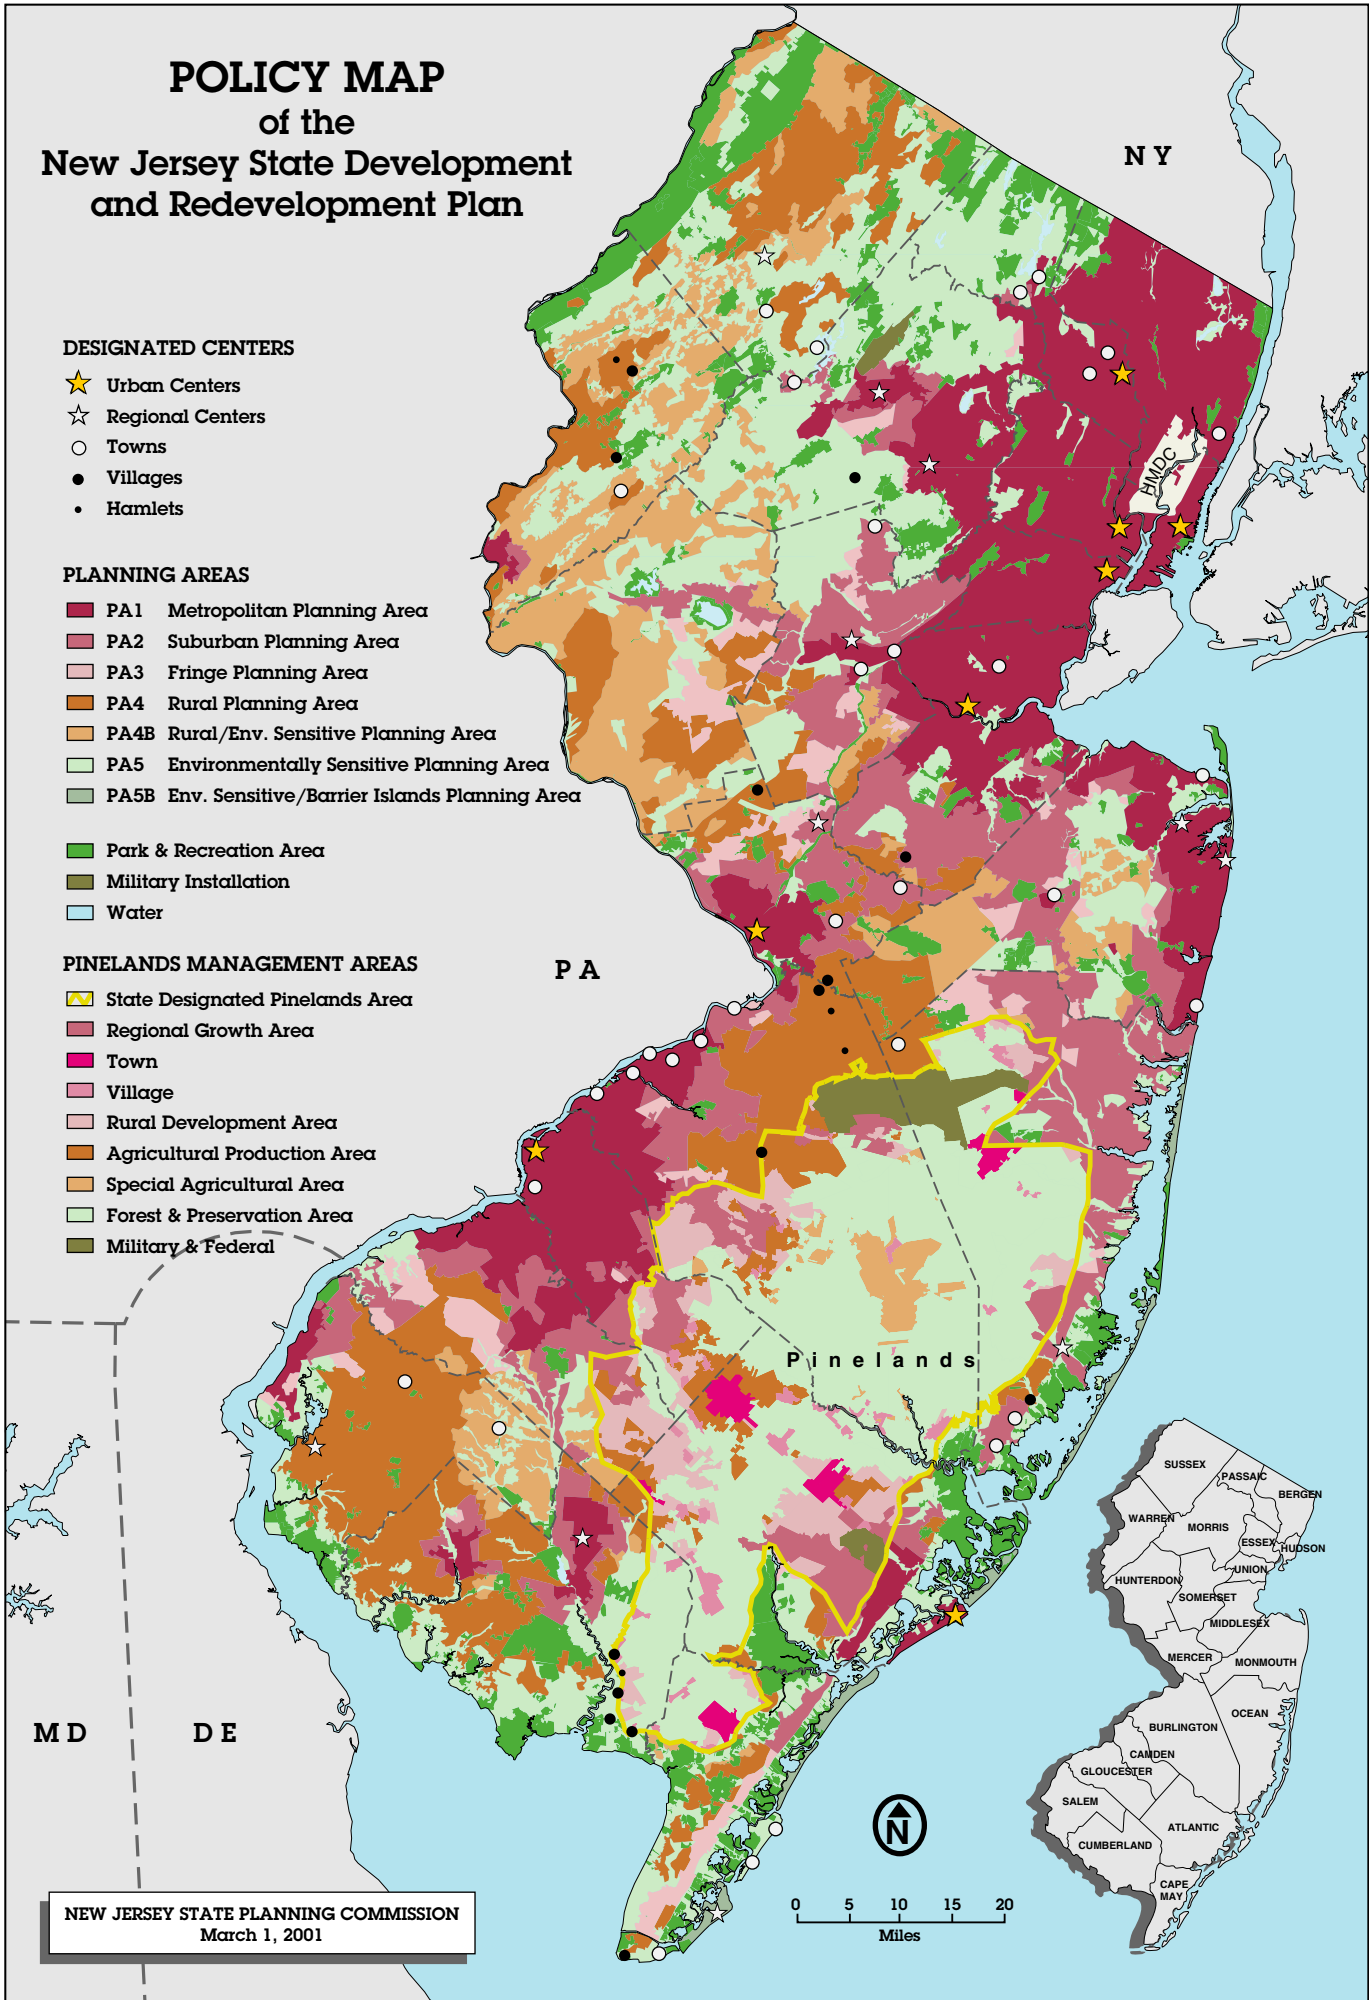 POLICY MAP
of the
New Jersey State Development
and Redevelopment Plan
NY
DESIGNATED CENTERS
Urban Centers
Regional Centers
Towns
Villages
Hamlets
HMDC
PLANNING AREAS
PA1 Metropolitan Planning Area
PA2 Suburban Planning Area
PA3 Fringe Planning Area
PA4 Rural Planning Area
PA4B Rural/Env. Sensitive Planning Area
PA5 Environmentally Sensitive Planning Area
PA5B Env. Sensitive/Barrier Islands Planning Area
Park & Recreation Area
Military Installation
Water
PINELANDS MANAGEMENT AREAS
State Designated Pinelands Area
Regional Growth Area
Town
Village
Rural Development Area
Agricultural Production Area
Special Agricultural Area
Forest & Preservation Area
Military & Federal
PA
Pinelands
MD
DE
N
0 5 10 15 20
Miles
SUSSEX
PASSAIC
BERGEN
WARREN
MORRIS
ESSEX
HUDSON
UNION
HUNTERDON
SOMERSET
MIDDLESEX
MERCER
MONMOUTH
OCEAN
BURLINGTON
CAMDEN
GLOUCESTER
SALEM
ATLANTIC
CUMBERLAND
CAPE
MAY
NEW JERSEY STATE PLANNING COMMISSION
March 1, 2001